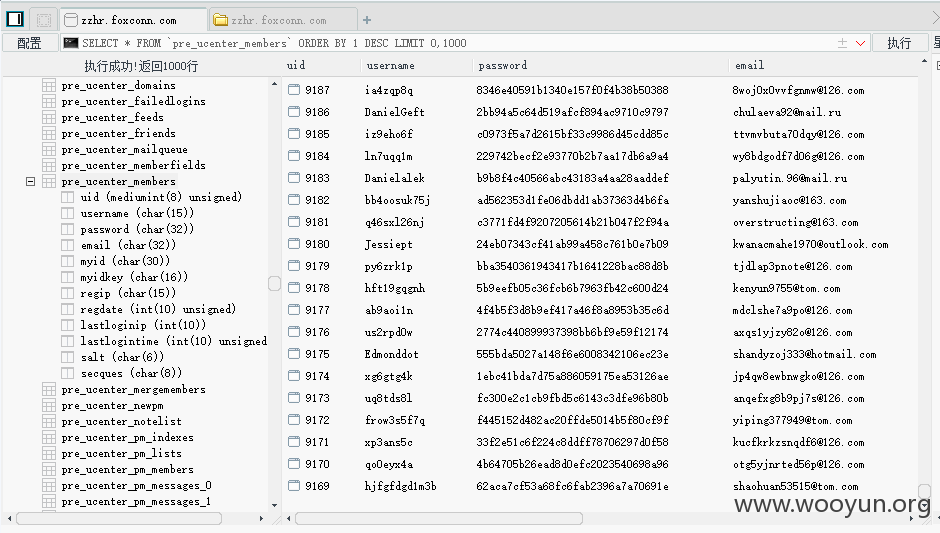 zzhr.foxconn.com
zzhr.foxconn.com
配置
SELECT * FROM `pre_ucenter_members` ORDER BY 1 DESC LIMIT 0,1000
执行
执行成功!返回1000行
pre_ucenter_domains
pre_ucenter_failedlogins
pre_ucenter_feeds
pre_ucenter_friends
pre_ucenter_mailqueue
pre_ucenter_memberfields
pre_ucenter_members
uid (mediumint(8) unsigned)
username (char(15))
password (char(32))
email (char(32))
myid (char(30))
myidkey (char(16))
regip (char(15))
regdate (int(10) unsigned)
lastloginip (int(10))
lastlogintime (int(10) unsigned
salt (char(6))
secques (char(8))
pre_ucenter_mergemembers
pre_ucenter_newpm
pre_ucenter_notelist
pre_ucenter_pm_indexes
pre_ucenter_pm_lists
pre_ucenter_pm_members
pre_ucenter_pm_messages_0
pre_ucenter_pm_messages_1
uid username password email
9187 ia4zqp8q 8346e40591b1340e157f0f4b38b50388 8woj0x0vvfgnmw@126.com
9186 DanielGeft 2bb94a5c64d519afcf894ac9710c9797 chulaeva92@mail.ru
9185 iz9eho6f c0973f5a7d2615bf33c9986d45cdd85c ttvmvbuta70dqy@126.com
9184 ln7uqq1m 229742becf2e93770b2b7aa17db6a9a4 wy8bdgodf7d06g@126.com
9183 Danielalek b9b8f4c40566abc43183a4aa28aaddef palyutin.96@mail.ru
9182 bb4oosuk75j ad562353d1fe06dbdd1ab37363d4b6fa yanshujiaoc@163.com
9181 q46sxl26nj c3771fd4f9207205614b21b047f2f94a overstructing@163.com
9180 Jessiept 24eb07343cf41ab99a458c761b0e7b09 kwanacmahe1970@outlook.com
9179 py6zrk1p bba3540361943417b1641228bac88d8b tjdlap3pnote@126.com
9178 hft19gqgnh 5b9eefb05c36fcb6b7963fb42c600d24 kenyun9755@tom.com
9177 ab9aoi1n 4f4b5f3d8b9ef417a46f8a8953b35c6d mdclshe7a9po@126.com
9176 us2rpd0w 2774c440899937398bb6bf9e59f12174 axqs1yjzy82o@126.com
9175 Edmonddot 555bda5027a148f6e6008342106ec23e shandyzoj333@hotmail.com
9174 xg6gtg4k 1ebc41bda7d75a886059175ea53126ae jp4qw8ewbnwgko@126.com
9173 uq8tds8l fc300e2c1cb9fbd5c6143c3dfe96b80b anqefxg8b9pj7s@126.com
9172 frow3s5f7q f445152d482ac20ffde5014b5f80cf9f yiping377949@tom.com
9171 xp3ans5c 33f2e51c6f224c8ddff78706297d0f58 kucfkrkzsnqdf6@126.com
9170 qo0eyx4a 4b64705b26ead8d0efc2023540698a96 otg5yjnrted56p@126.com
9169 hjfgfdgd1m3b 62aca7cf53a68fc6fab2396a7a70691e shaohuan53515@tom.com
www.wooyun.org